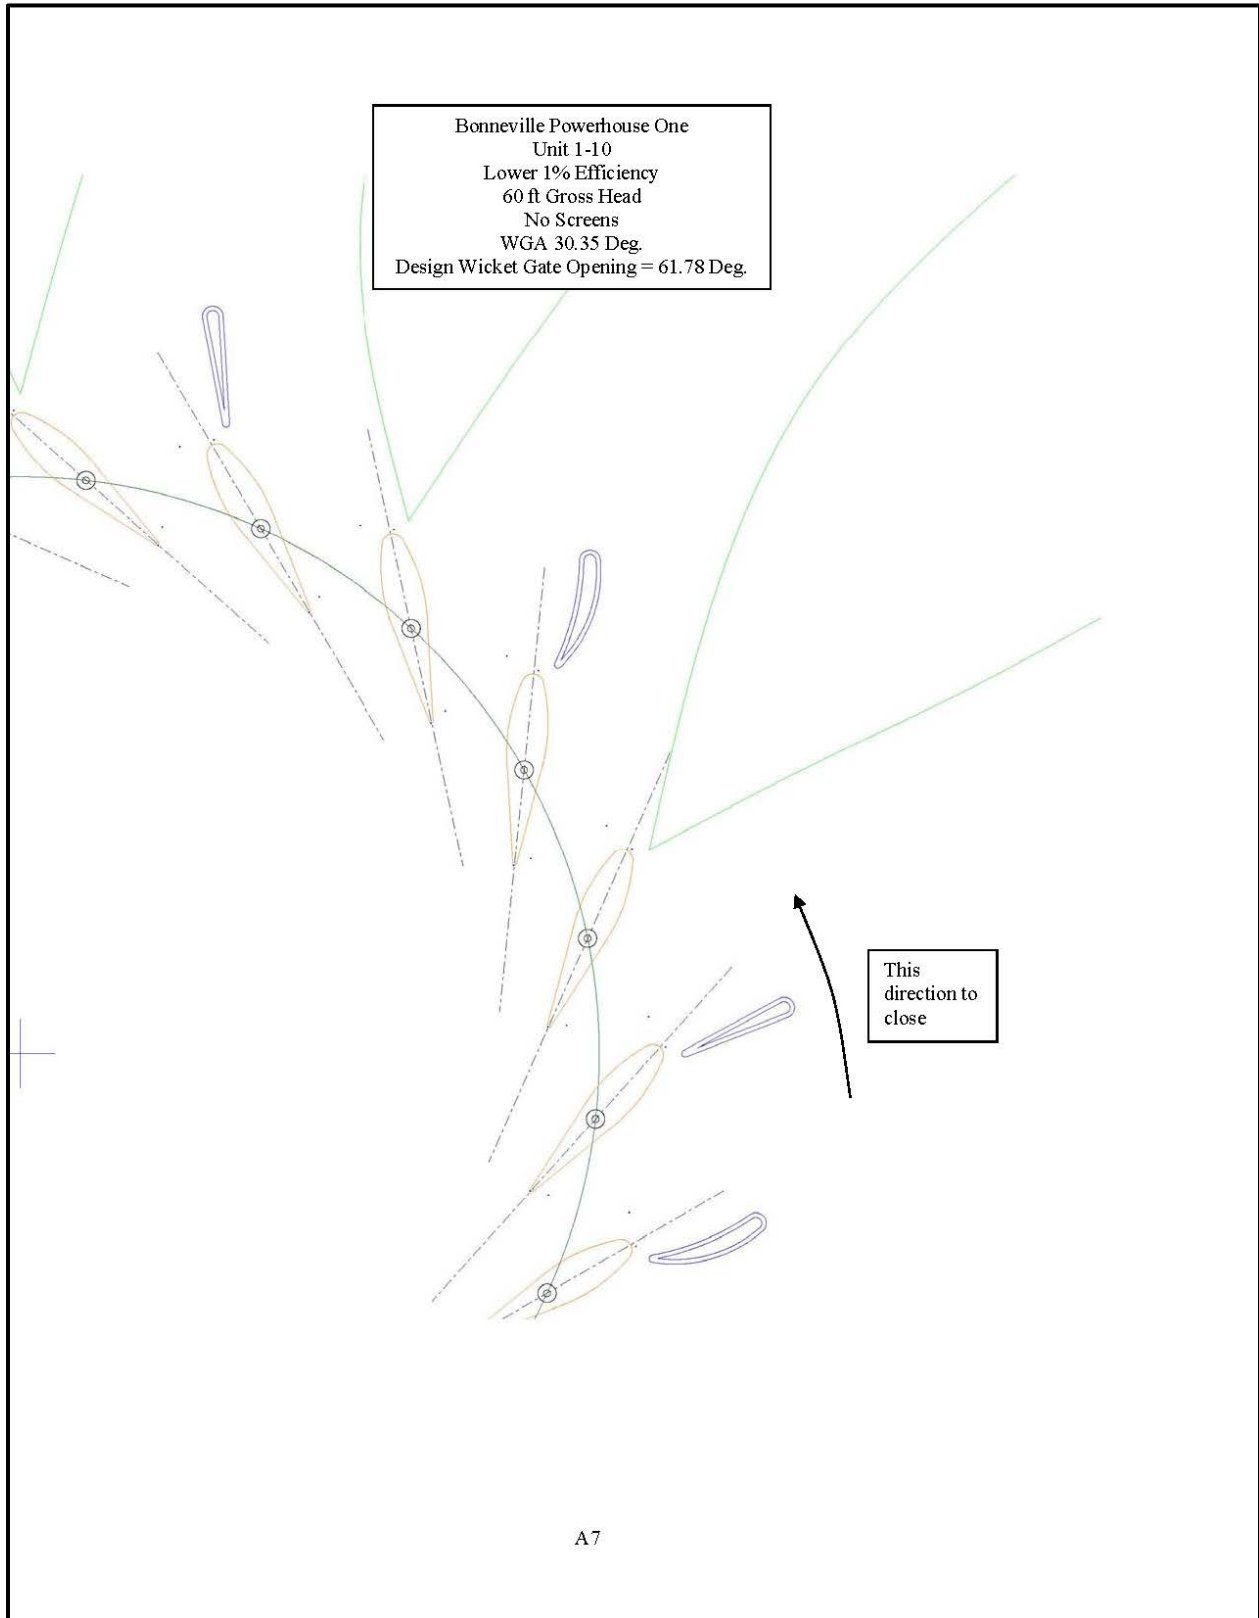 Bonneville Powerhouse One
Unit 1-10
Lower 1% Efficiency
60 ft Gross Head
No Screens
WGA 30.35 Deg.
Design Wicket Gate Opening = 61.78 Deg.
This
direction to
close
A7